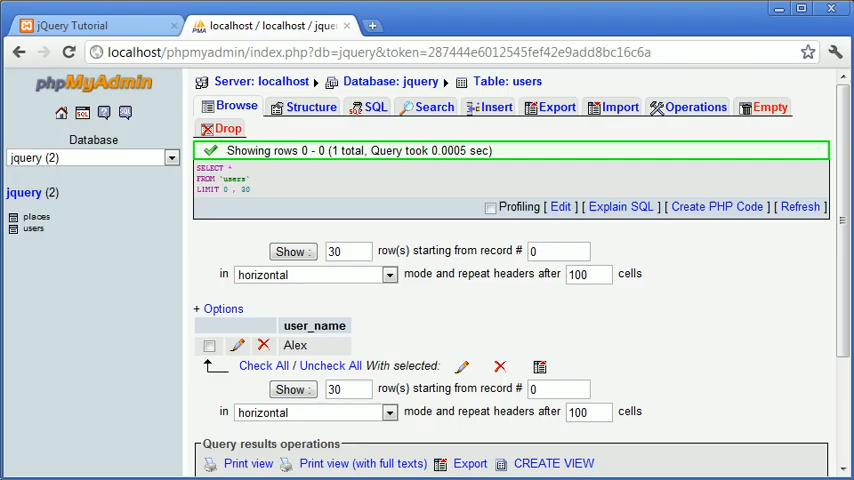 jQuery Tutorial
localhost / localhost / jque
localhost/phpmyadmin/index.php?db=jquery&token=287444e6012545fef42e9add8bc16c6a
phpMyAdmin
Server: localhost Database: jquery Table: users
Browse Structure SQL Search Insert Export Import Operations Empty
Drop
Database
jquery (2)
jquery (2)
places
users
Showing rows 0 - 0 (1 total, Query took 0.0005 sec)
SELECT *
FROM `users`
LIMIT 0 , 30
Profiling [ Edit ] [ Explain SQL ] [ Create PHP Code ] [ Refresh ]
Show : 30 row(s) starting from record # 0
in horizontal mode and repeat headers after 100 cells
+ Options
user_name
Alex
Check All / Uncheck All With selected:
Show : 30 row(s) starting from record # 0
in horizontal mode and repeat headers after 100 cells
Query results operations
Print view Print view (with full texts) Export CREATE VIEW